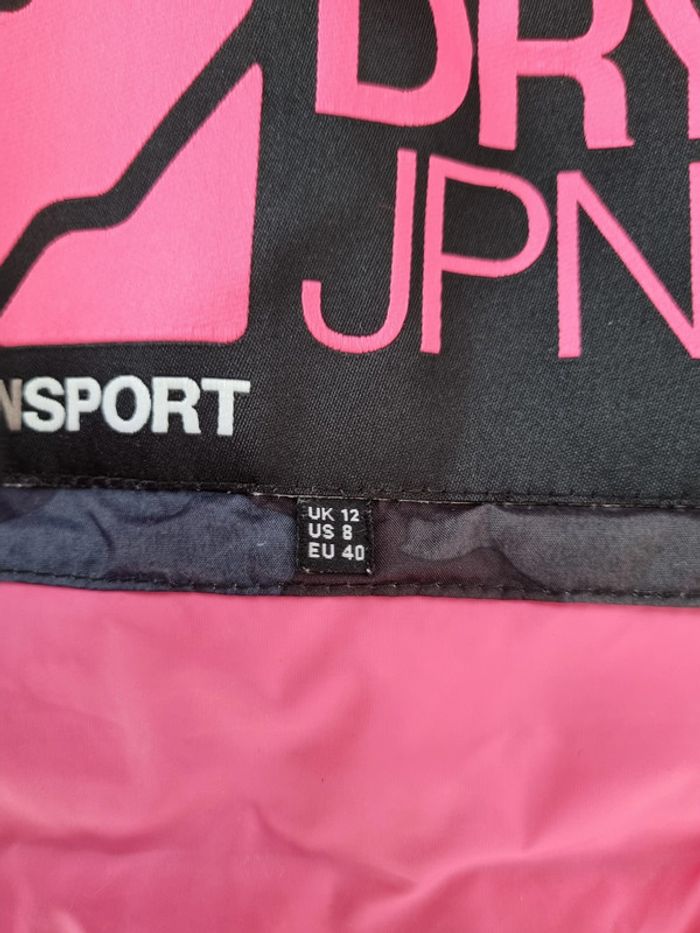 DRY
JPN
NSPORT
UK 12
US 8
EU 40